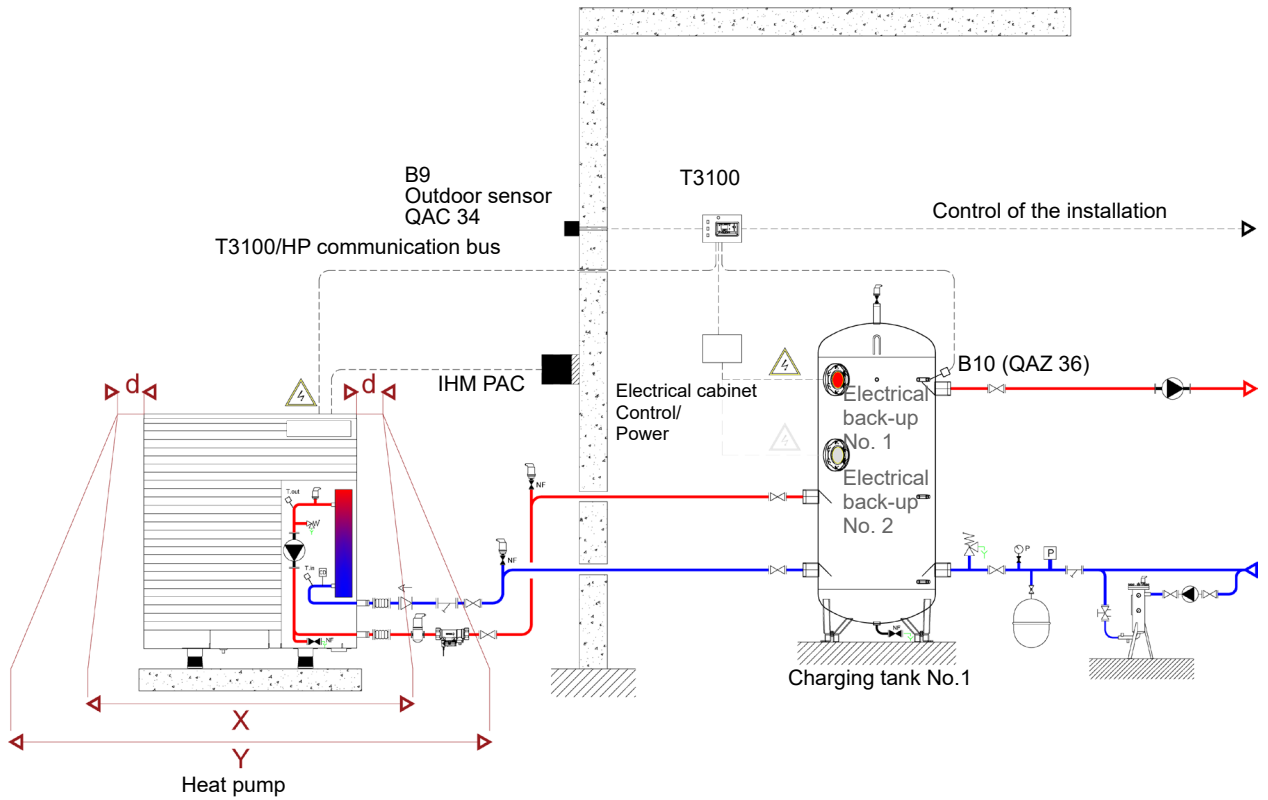 B9
Outdoor sensor
QAC 34
T3100
Control of the installation
T3100/HP communication bus
d
d
IHM PAC
B10 (QAZ 36)
Electrical cabinet
Control/
Power
Electrical
back-up
No. 1
Electrical
back-up
No. 2
NF
NF
T.out
T.in
FD
NF
P
P
NF
Charging tank No.1
X
Y
Heat pump